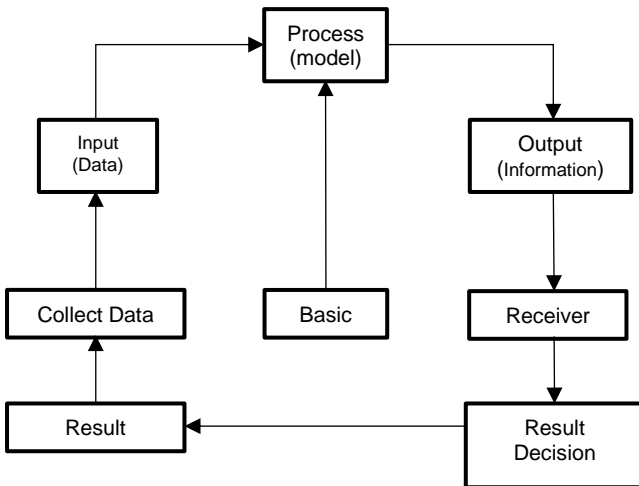 Process
(model)
Input
(Data)
Output
(Information)
Collect Data
Basic
Receiver
Result
Result
Decision